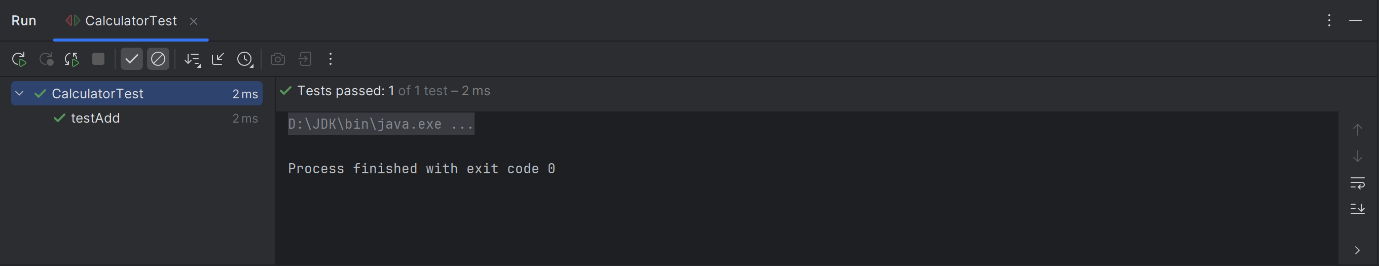 Run CalculatorTest
CalculatorTest 2 ms
testAdd 2 ms
Tests passed: 1 of 1 test – 2 ms
D:\JDK\bin\java.exe ...
Process finished with exit code 0